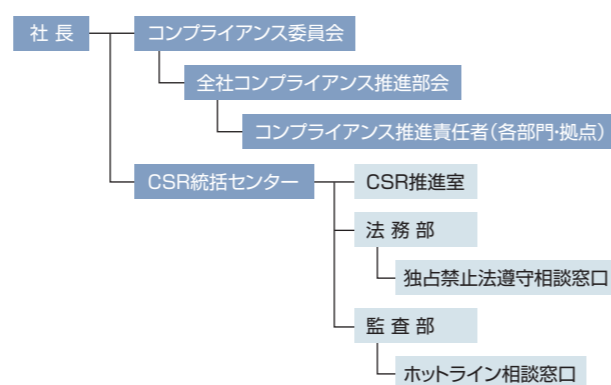 社長
コンプライアンス委員会
全社コンプライアンス推進部会
コンプライアンス推進責任者(各部門・拠点)
CSR統括センター
CSR推進室
法務部
独占禁止法遵守相談窓口
監査部
ホットライン相談窓口